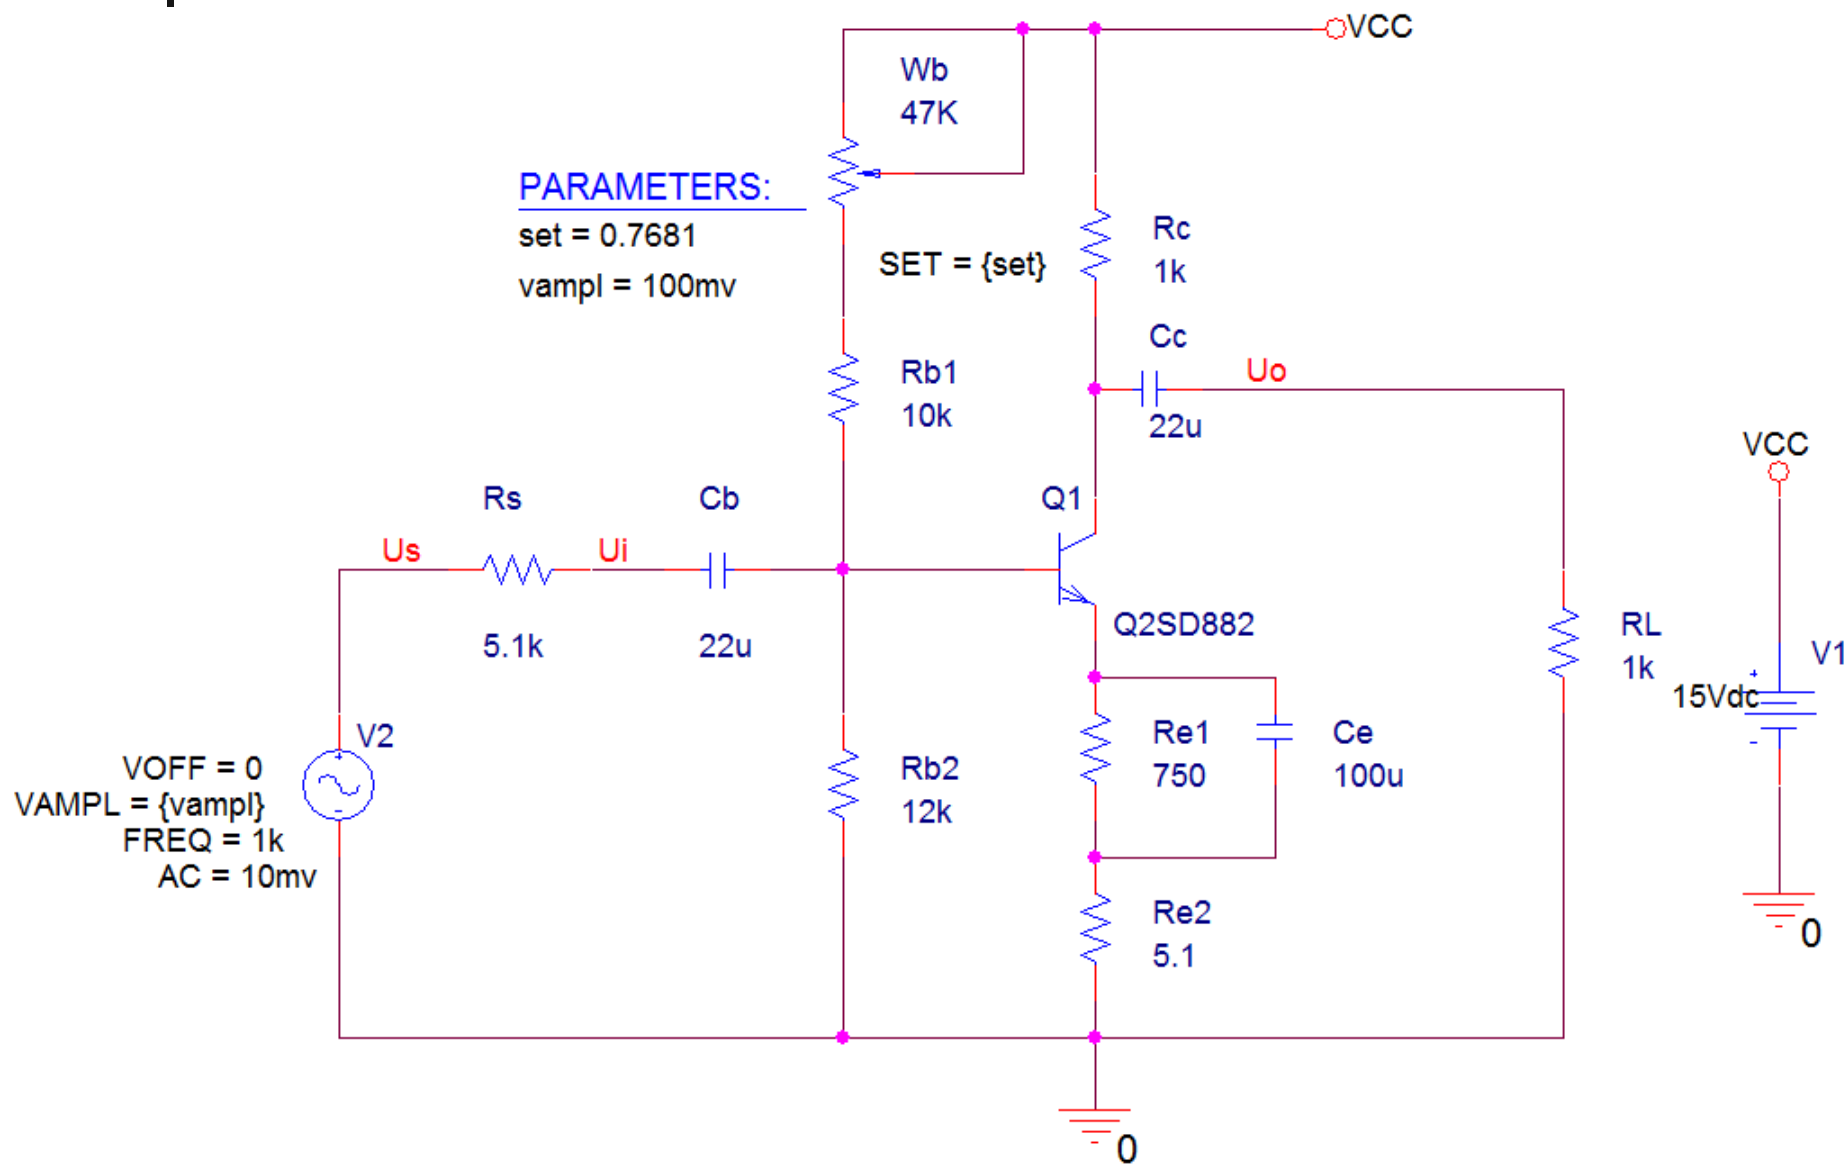 VCC
Wb
47K
PARAMETERS:
set = 0.7681
vampl = 100mv
SET = {set}
Rc
1k
Cc
22u
Uo
Rb1
10k
VCC
Rs
5.1k
Us
Ui
Cb
22u
Q1
Q2SD882
RL
1k
V1
15Vdc
V2
VOFF = 0
VAMPL = {vampl}
FREQ = 1k
AC = 10mv
Rb2
12k
Re1
750
Ce
100u
Re2
5.1
0
0